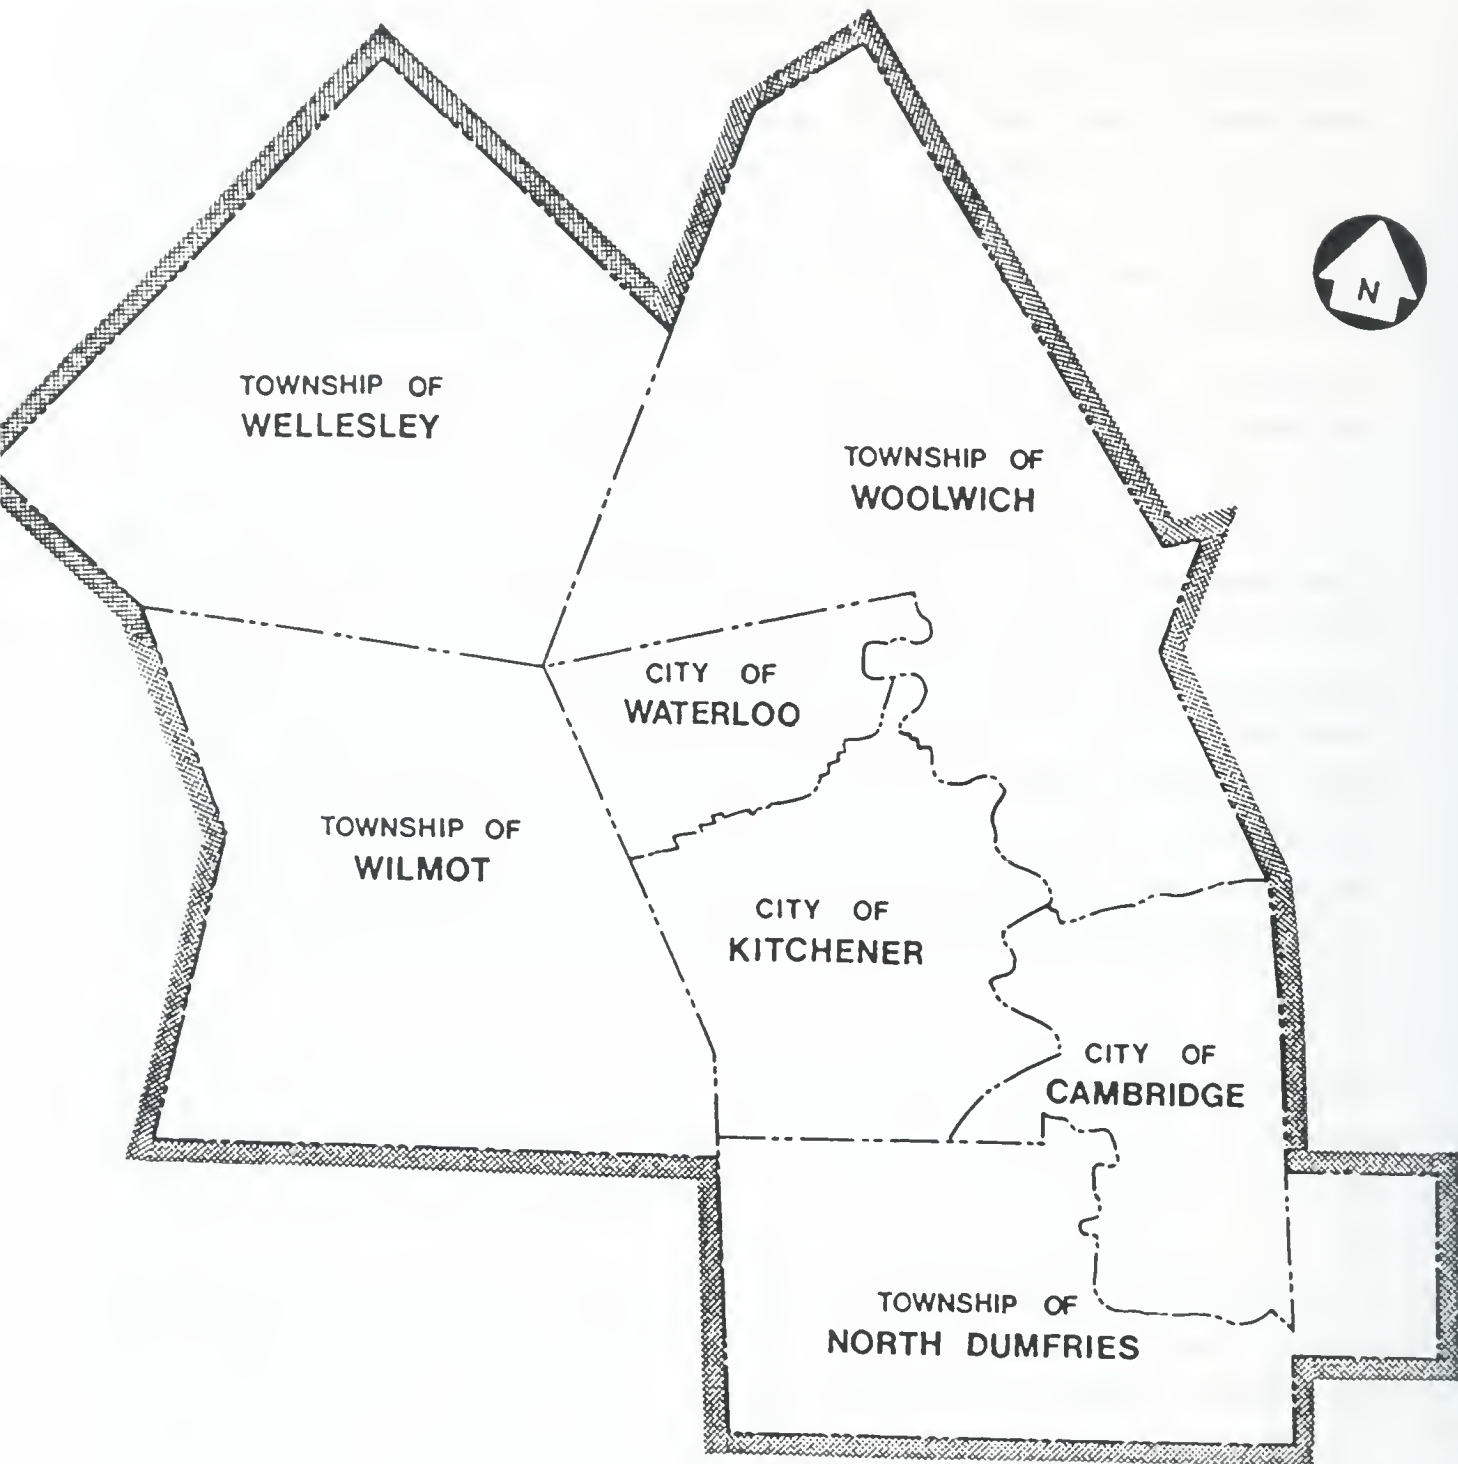 N
TOWNSHIP OF
WELLESLEY
TOWNSHIP OF
WOOLWICH
CITY OF
WATERLOO
TOWNSHIP OF
WILMOT
CITY OF
KITCHENER
CITY OF
CAMBRIDGE
TOWNSHIP OF
NORTH DUMFRIES